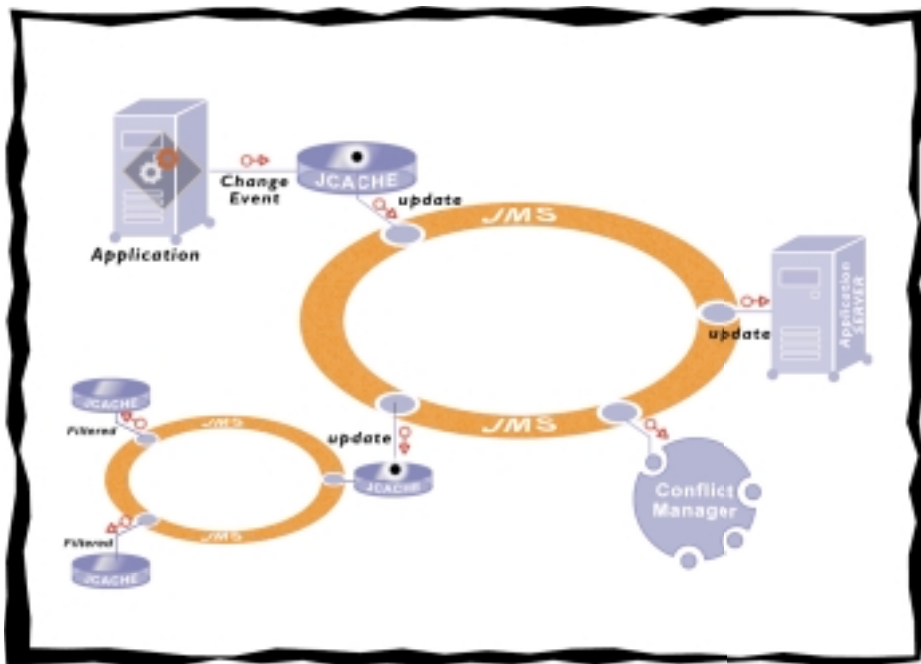 Change
Event
JCACHE
update
JMS
Application
Application
SERVER
update
JCACHE
Filtered
JMS
update
JMS
JCACHE
Conflict
Manager
JMS
Filtered
JCACHE